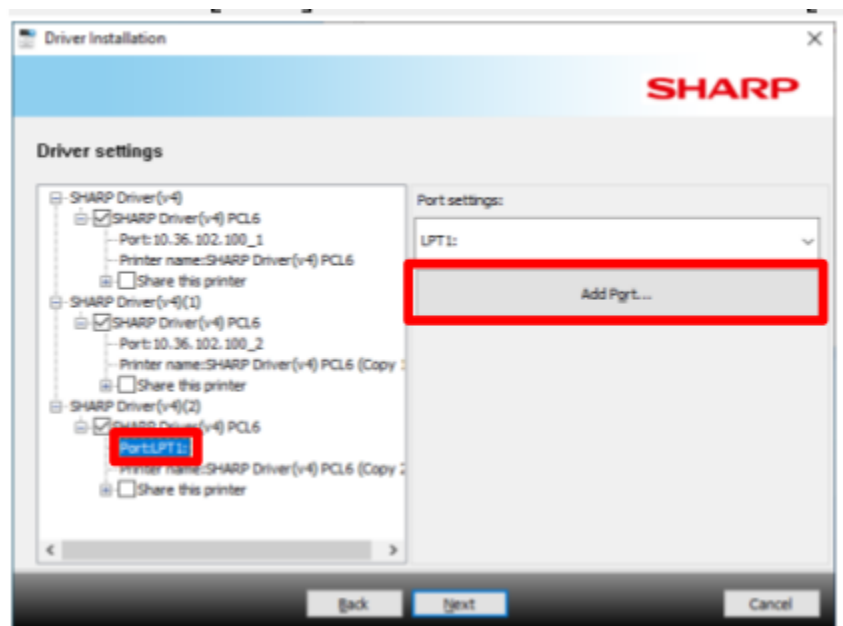 Driver Installation
SHARP
Driver settings
SHARP Driver(v4)
SHARP Driver(v4) PCL6
Port:10.36.102.100_1
Printer name:SHARP Driver(v4) PCL6
Share this printer
SHARP Driver(v4)(1)
SHARP Driver(v4) PCL6
Port:10.36.102.100_2
Printer name:SHARP Driver(v4) PCL6 (Copy
Share this printer
SHARP Driver(v4)(2)
SHARP Driver(v4) PCL6
Port:LPT1:
Printer name:SHARP Driver(v4) PCL6 (Copy 2
Share this printer
Port settings:
LPT1:
Add Port...
Back
Next
Cancel